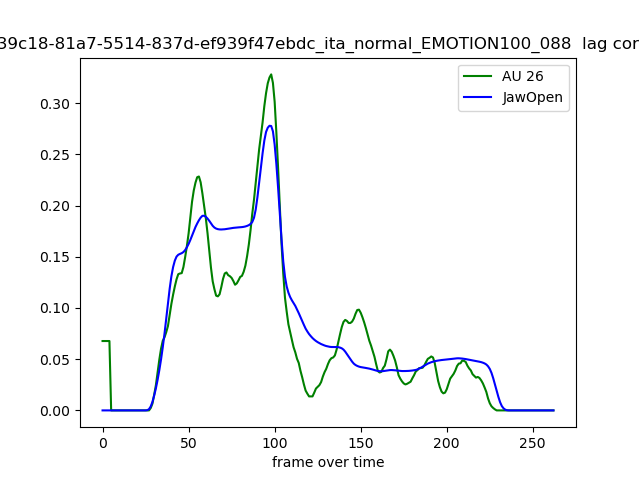 39c18-81a7-5514-837d-ef939f47ebdc_ita_normal_EMOTION100_088 lag cor
AU 26
JawOpen
0.30
0.25
0.20
0.15
0.10
0.05
0.00
0 50 100 150 200 250
frame over time